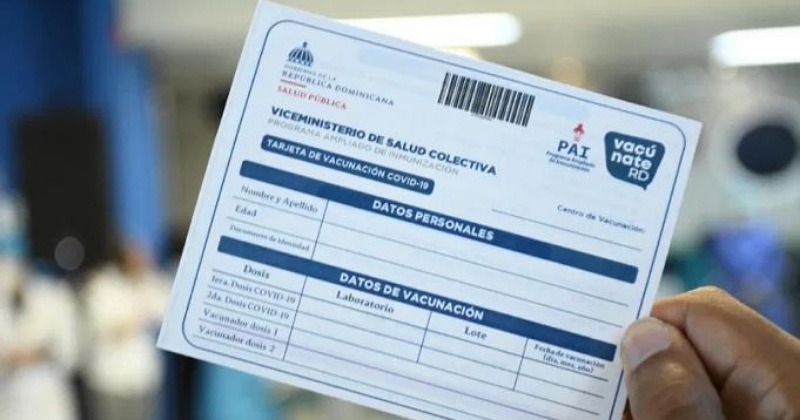 GOBIERNO DE LA
REPÚBLICA DOMINICANA
SALUD PÚBLICA
VICEMINISTERIO DE SALUD COLECTIVA
PROGRAMA AMPLIADO DE INMUNIZACIÓN
PAI
Programa Ampliado
de Inmunización
vacú
nate
RD
TARJETA DE VACUNACIÓN COVID-19
Centro de Vacunación:
DATOS PERSONALES
Nombre y Apellido
Edad
Documento de Identidad
DATOS DE VACUNACIÓN
Dosis Laboratorio Lote Fecha de vacunación
(día, mes, año)
1era. Dosis COVID-19
2da. Dosis COVID-19
Vacunador dosis 1
Vacunador dosis 2